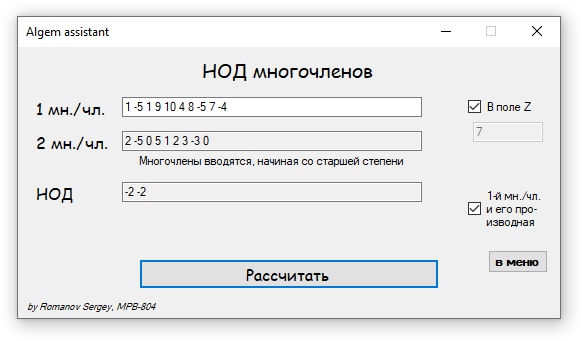 Algem assistant
НОД многочленов
1 мн./чл. 1 -5 1 9 10 4 8 -5 7 -4
В поле Z
7
2 мн./чл. 2 -5 0 5 1 2 3 -3 0
Многочлены вводятся, начиная со старшей степени
НОД -2 -2
1-й мн./чл.
и его про-
изводная
в меню
Рассчитать
by Romanov Sergey, MPB-804